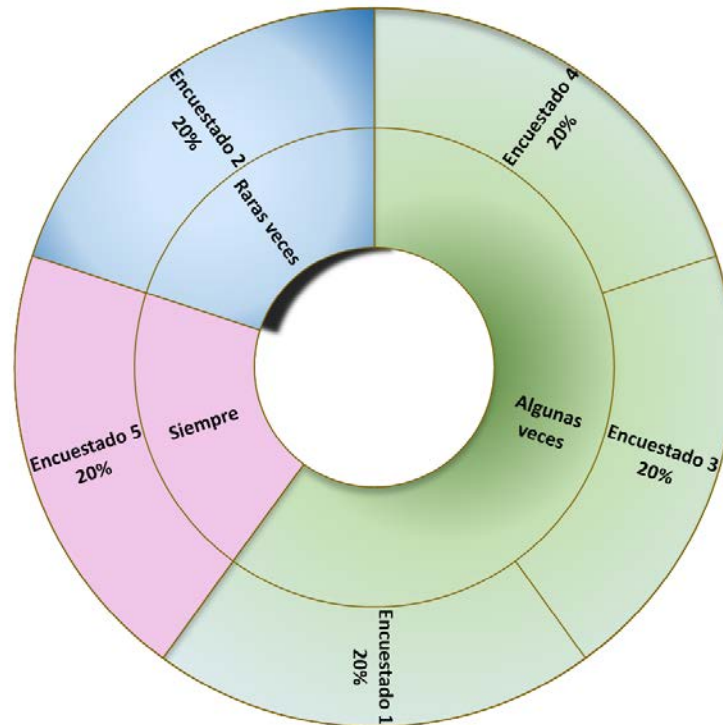 Encuestado 4
20%
Encuestado 2
20%
Raras veces
Siempre
Encuestado 5
20%
Algunas
veces
Encuestado 3
20%
Encuestado 1
20%